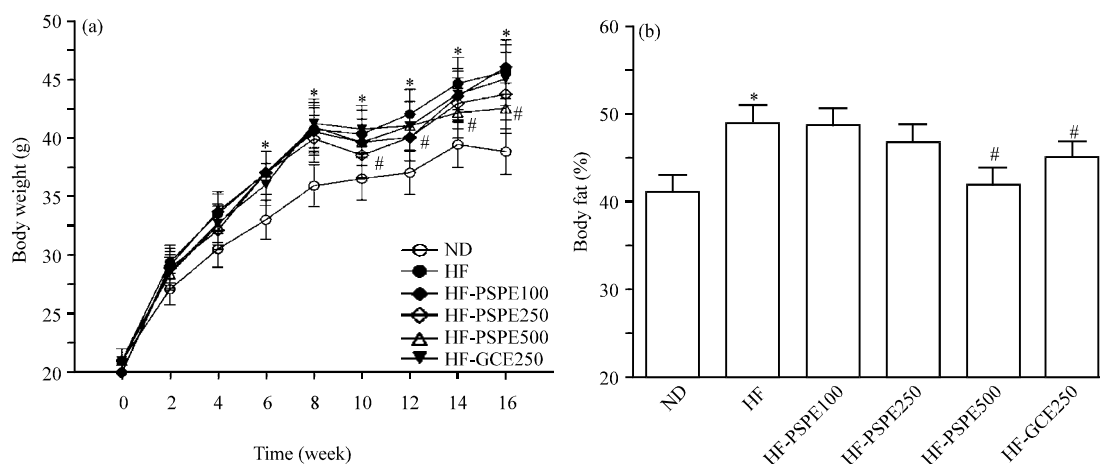 (a)
50
45
40
35
30
25
20
Body weight (g)
* * * * * *
# # # #
ND
HF
HF-PSPE100
HF-PSPE250
HF-PSPE500
HF-GCE250
0 2 4 6 8 10 12 14 16
Time (week)
(b)
60
50
40
20
Body fat (%)
* # #
ND
HF
HF-PSPE100
HF-PSPE250
HF-PSPE500
HF-GCE250